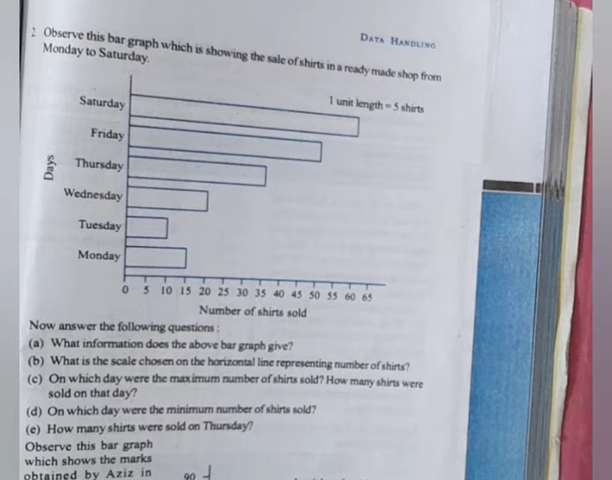 DATA HANDLING
2. Observe this bar graph which is showing the sale of shirts in a ready made shop from
Monday to Saturday.
1 unit length = 5 shirts
Saturday
Friday
Thursday
Wednesday
Tuesday
Monday
Days
0 5 10 15 20 25 30 35 40 45 50 55 60 65
Number of shirts sold
Now answer the following questions :
(a) What information does the above bar graph give?
(b) What is the scale chosen on the horizontal line representing number of shirts?
(c) On which day were the maximum number of shirts sold? How many shirts were
sold on that day?
(d) On which day were the minimum number of shirts sold?
(e) How many shirts were sold on Thursday?
Observe this bar graph
which shows the marks
obtained by Aziz in
90